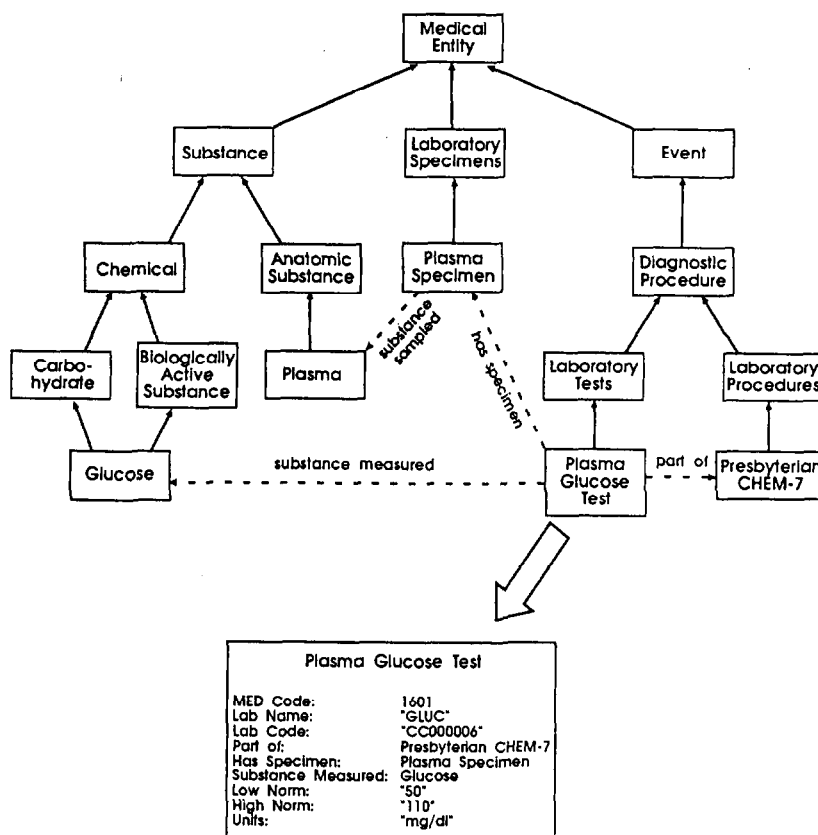 Medical
Entity
Substance
Laboratory
Specimens
Event
Chemical
Anatomic
Substance
Plasma
Specimen
Diagnostic
Procedure
substance
sampled
has specimen
Carbo-
hydrate
Biologically
Active
Substance
Plasma
Laboratory
Tests
Laboratory
Procedures
Glucose
substance measured
Plasma
Glucose
Test
part of
Presbyterian
CHEM-7
Plasma Glucose Test
MED Code: 1601
Lab Name: "GLUC"
Lab Code: "CC000006"
Part of: Presbyterian CHEM-7
Has Specimen: Plasma Specimen
Substance Measured: Glucose
Low Norm: "50"
High Norm: "110"
Units: "mg/dl"